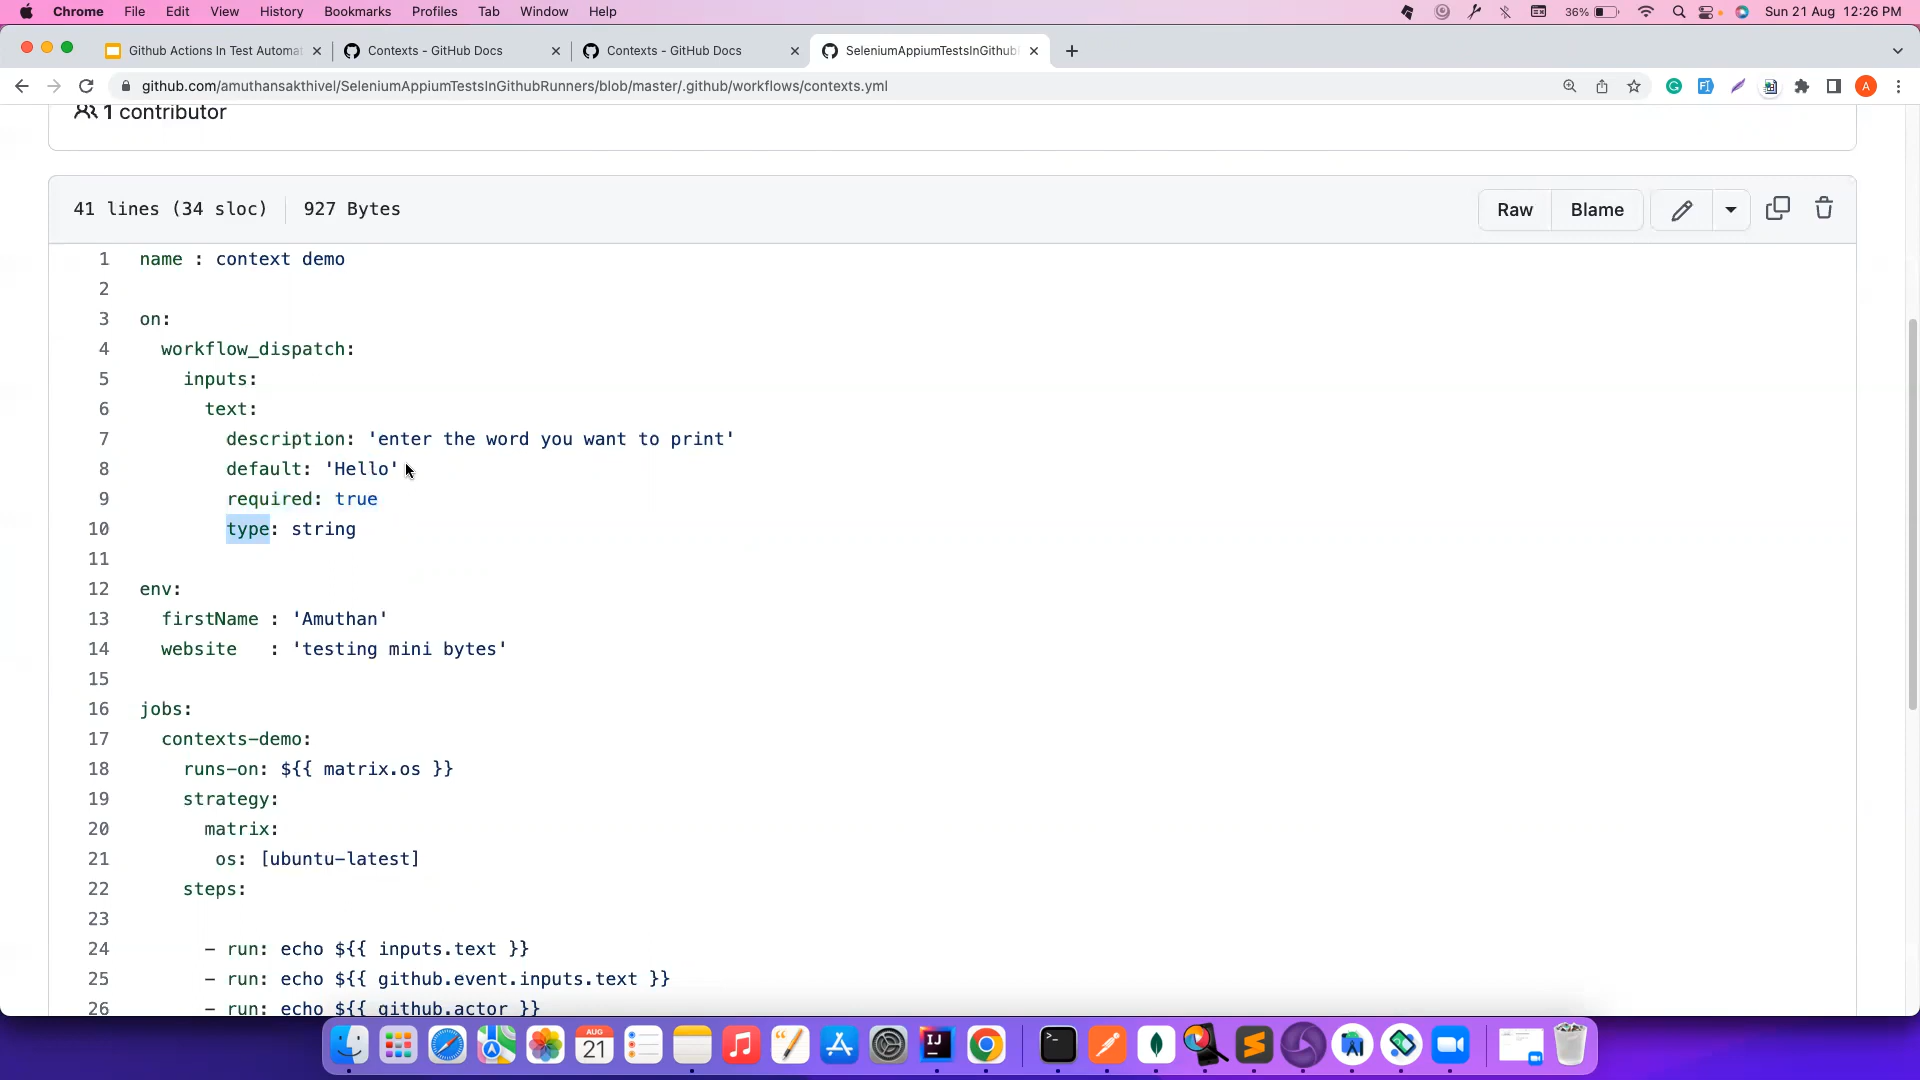 Chrome File Edit View History Bookmarks Profiles Tab Window Help 36% Sun 21 Aug 12:26 PM
Github Actions In Test Automat Contexts - GitHub Docs Contexts - GitHub Docs SeleniumAppiumTestsInGithub
github.com/amuthansakthivel/SeleniumAppiumTestsInGithubRunners/blob/master/.github/workflows/contexts.yml A
1 contributor
41 lines (34 sloc) 927 Bytes Raw Blame
1 name : context demo
2
3 on:
4 workflow_dispatch:
5 inputs:
6 text:
7 description: 'enter the word you want to print'
8 default: 'Hello'
9 required: true
10 type: string
11
12 env:
13 firstName : 'Amuthan'
14 website : 'testing mini bytes'
15
16 jobs:
17 contexts-demo:
18 runs-on: ${{ matrix.os }}
19 strategy:
20 matrix:
21 os: [ubuntu-latest]
22 steps:
23
24 - run: echo ${{ inputs.text }}
25 - run: echo ${{ github.event.inputs.text }}
26 - run: echo ${{ github.actor }}
AUG
21
IJ